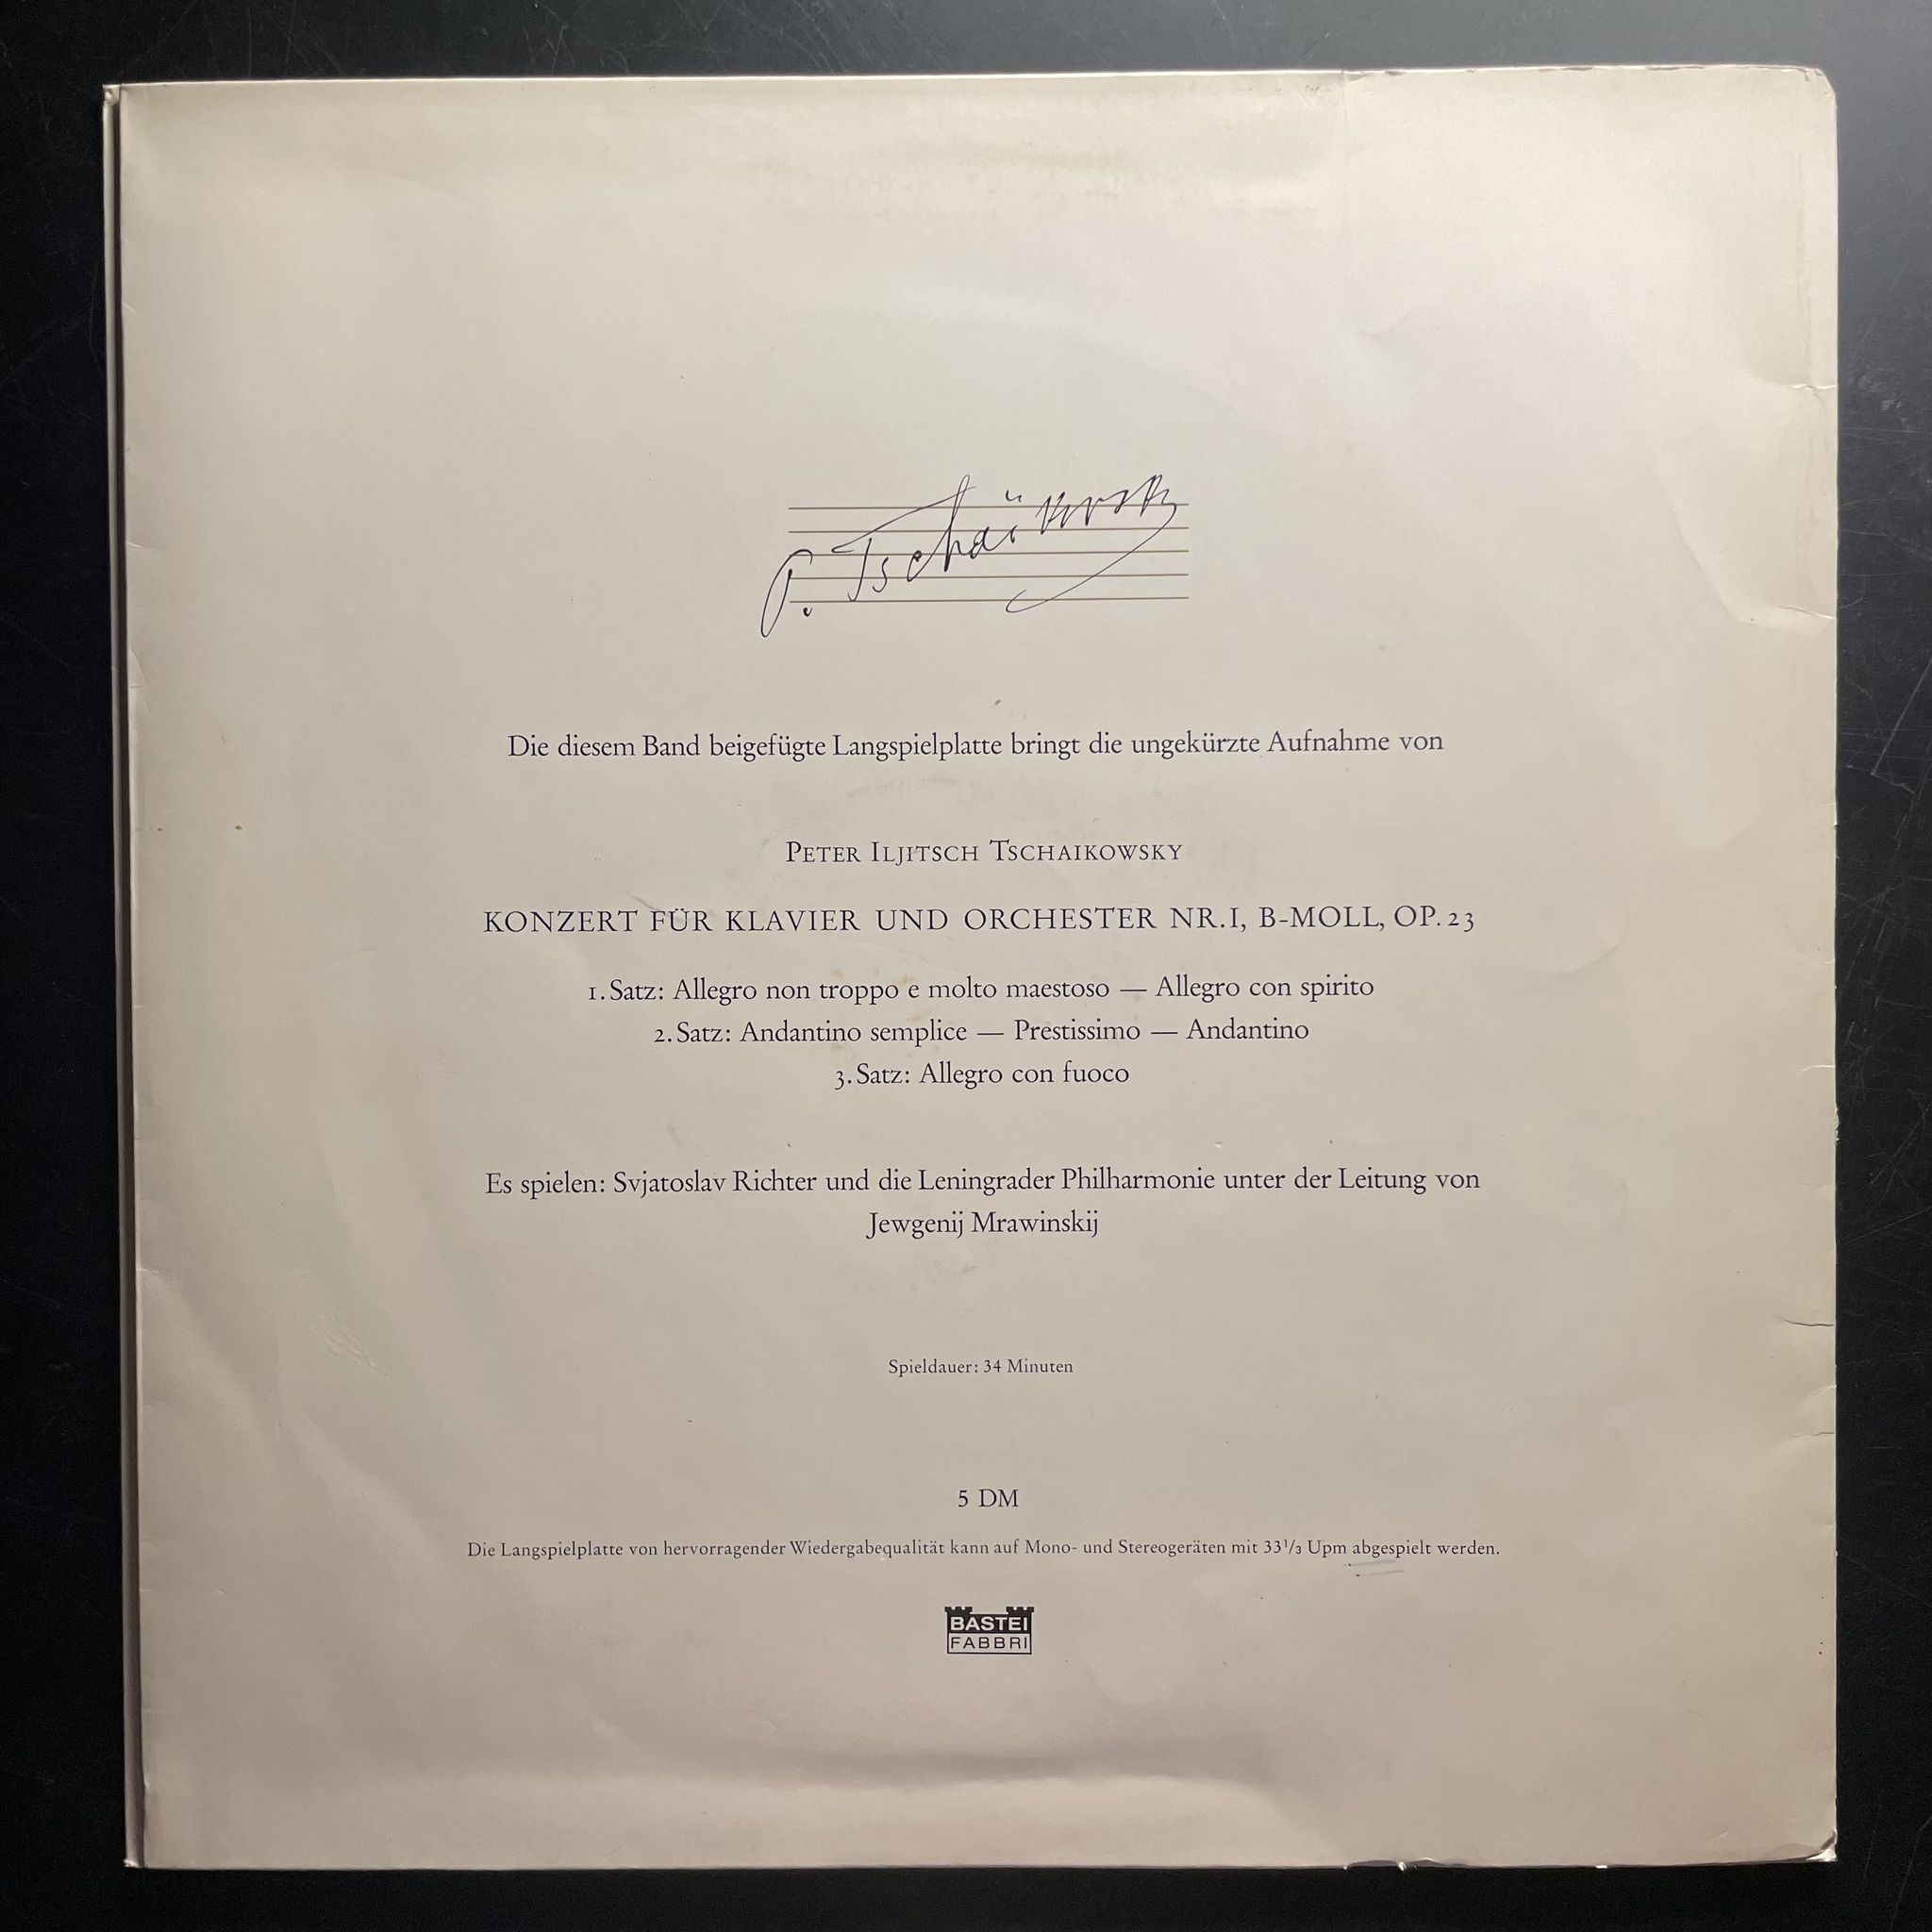 P. Tschaïkovsky
Die diesem Band beigefügte Langspielplatte bringt die ungekürzte Aufnahme von
PETER ILJITSCH TSCHAIKOWSKY
KONZERT FÜR KLAVIER UND ORCHESTER NR.I, B-MOLL, OP. 23
1. Satz: Allegro non troppo e molto maestoso — Allegro con spirito
2. Satz: Andantino semplice — Prestissimo — Andantino
3. Satz: Allegro con fuoco
Es spielen: Svjatoslav Richter und die Leningrader Philharmonie unter der Leitung von
Jewgenij Mrawinskij
Spieldauer: 34 Minuten
5 DM
Die Langspielplatte von hervorragender Wiedergabequalität kann auf Mono- und Stereogeräten mit 33 1/3 Upm abgespielt werden.
BASTEI
FABBRI